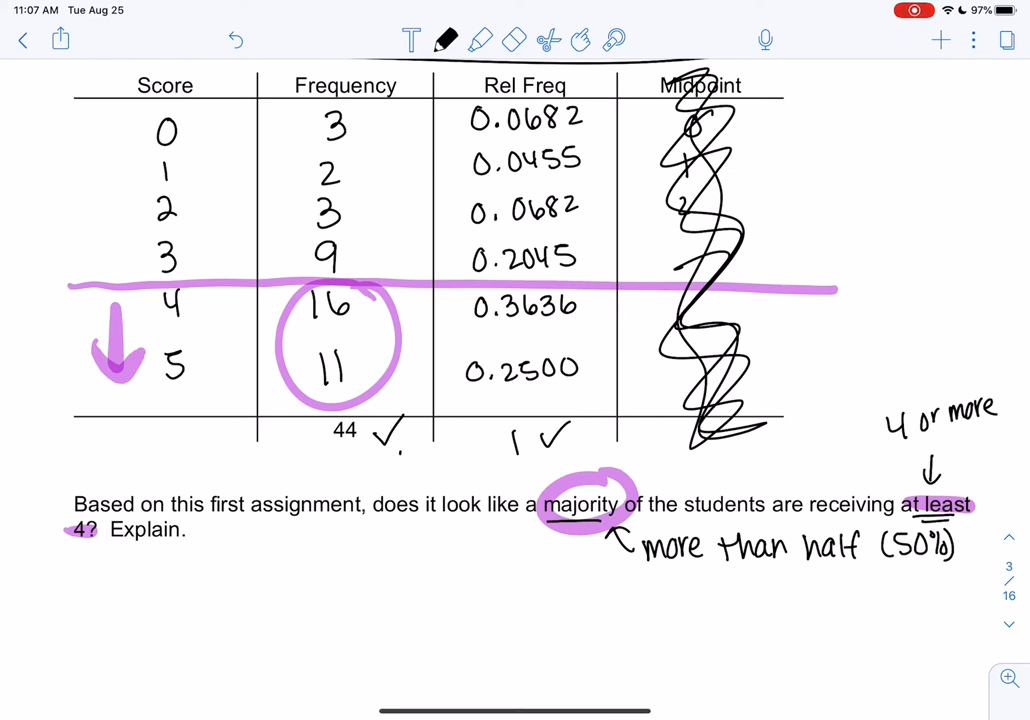 11:07 AM Tue Aug 25
97%
Score Frequency Rel Freq Midpoint
0 3 0.0682 0
1 2 0.0455 1
2 3 0.0682 2
3 9 0.2045
4 16 0.3636
5 11 0.2500
44 ✓ 1 ✓
4 or more
Based on this first assignment, does it look like a majority of the students are receiving at least
4? Explain.
more than half (50%)
3
/
16